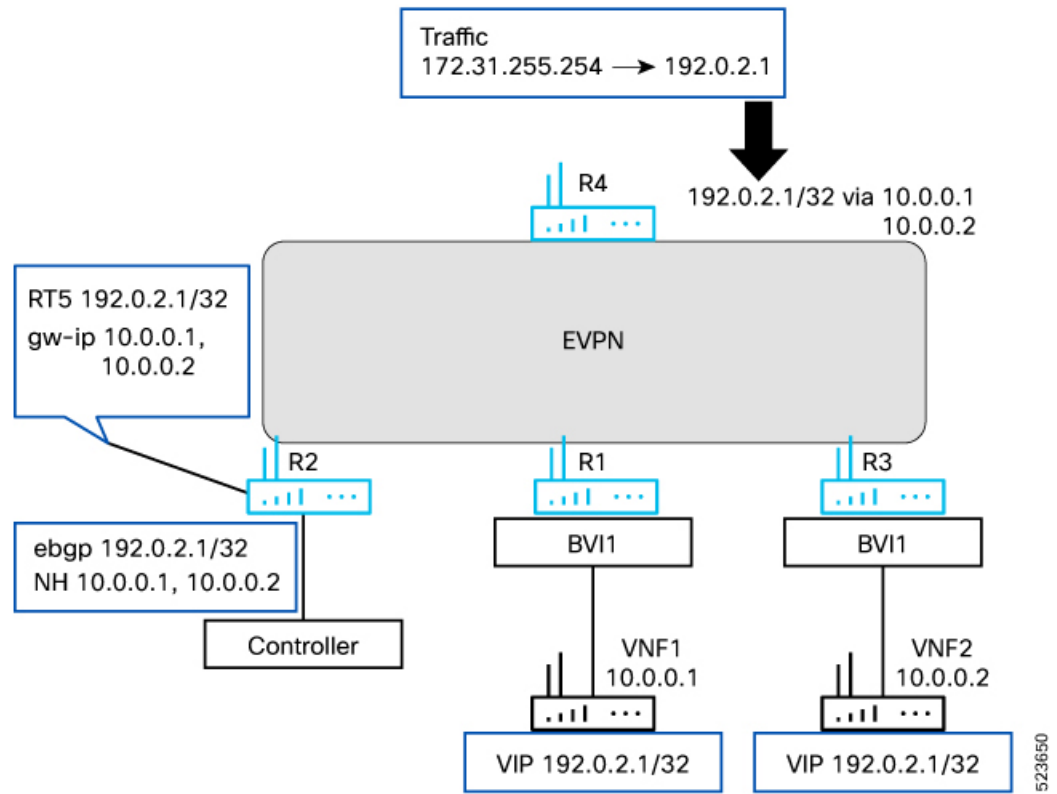 Traffic
172.31.255.254 → 192.0.2.1
R4
192.0.2.1/32 via 10.0.0.1
10.0.0.2
RT5 192.0.2.1/32
gw-ip 10.0.0.1,
10.0.0.2
EVPN
R2
R1
R3
ebgp 192.0.2.1/32
NH 10.0.0.1, 10.0.0.2
BVI1
BVI1
Controller
VNF1
10.0.0.1
VNF2
10.0.0.2
VIP 192.0.2.1/32
VIP 192.0.2.1/32
523650